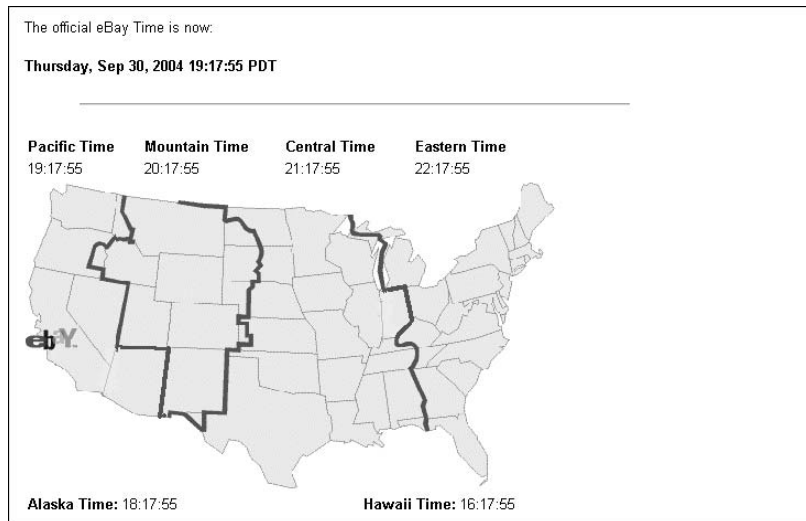 The official eBay Time is now:
Thursday, Sep 30, 2004 19:17:55 PDT
Pacific Time Mountain Time Central Time Eastern Time
19:17:55 20:17:55 21:17:55 22:17:55
ebaY
Alaska Time: 18:17:55 Hawaii Time: 16:17:55